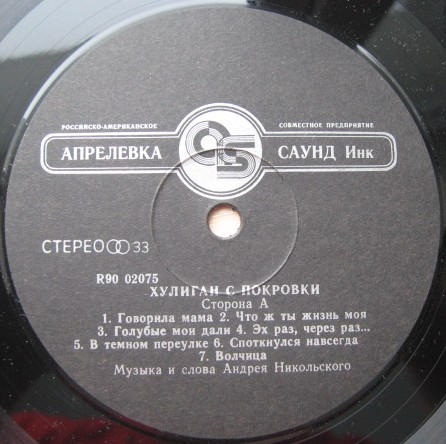 РОССИЙСКО-АМЕРИКАНСКОЕ СОВМЕСТНОЕ ПРЕДПРИЯТИЕ
АПРЕЛЕВКА САУНД Инк
СТЕРЕО 33
R90 02075
ХУЛИГАН С ПОКРОВКИ
Сторона А
1. Говорила мама 2. Что ж ты жизнь моя
3. Голубые мои дали 4. Эх раз, через раз...
5. В темном переулке 6. Споткнулся навсегда
7. Волчица
Музыка и слова Андрея Никольского